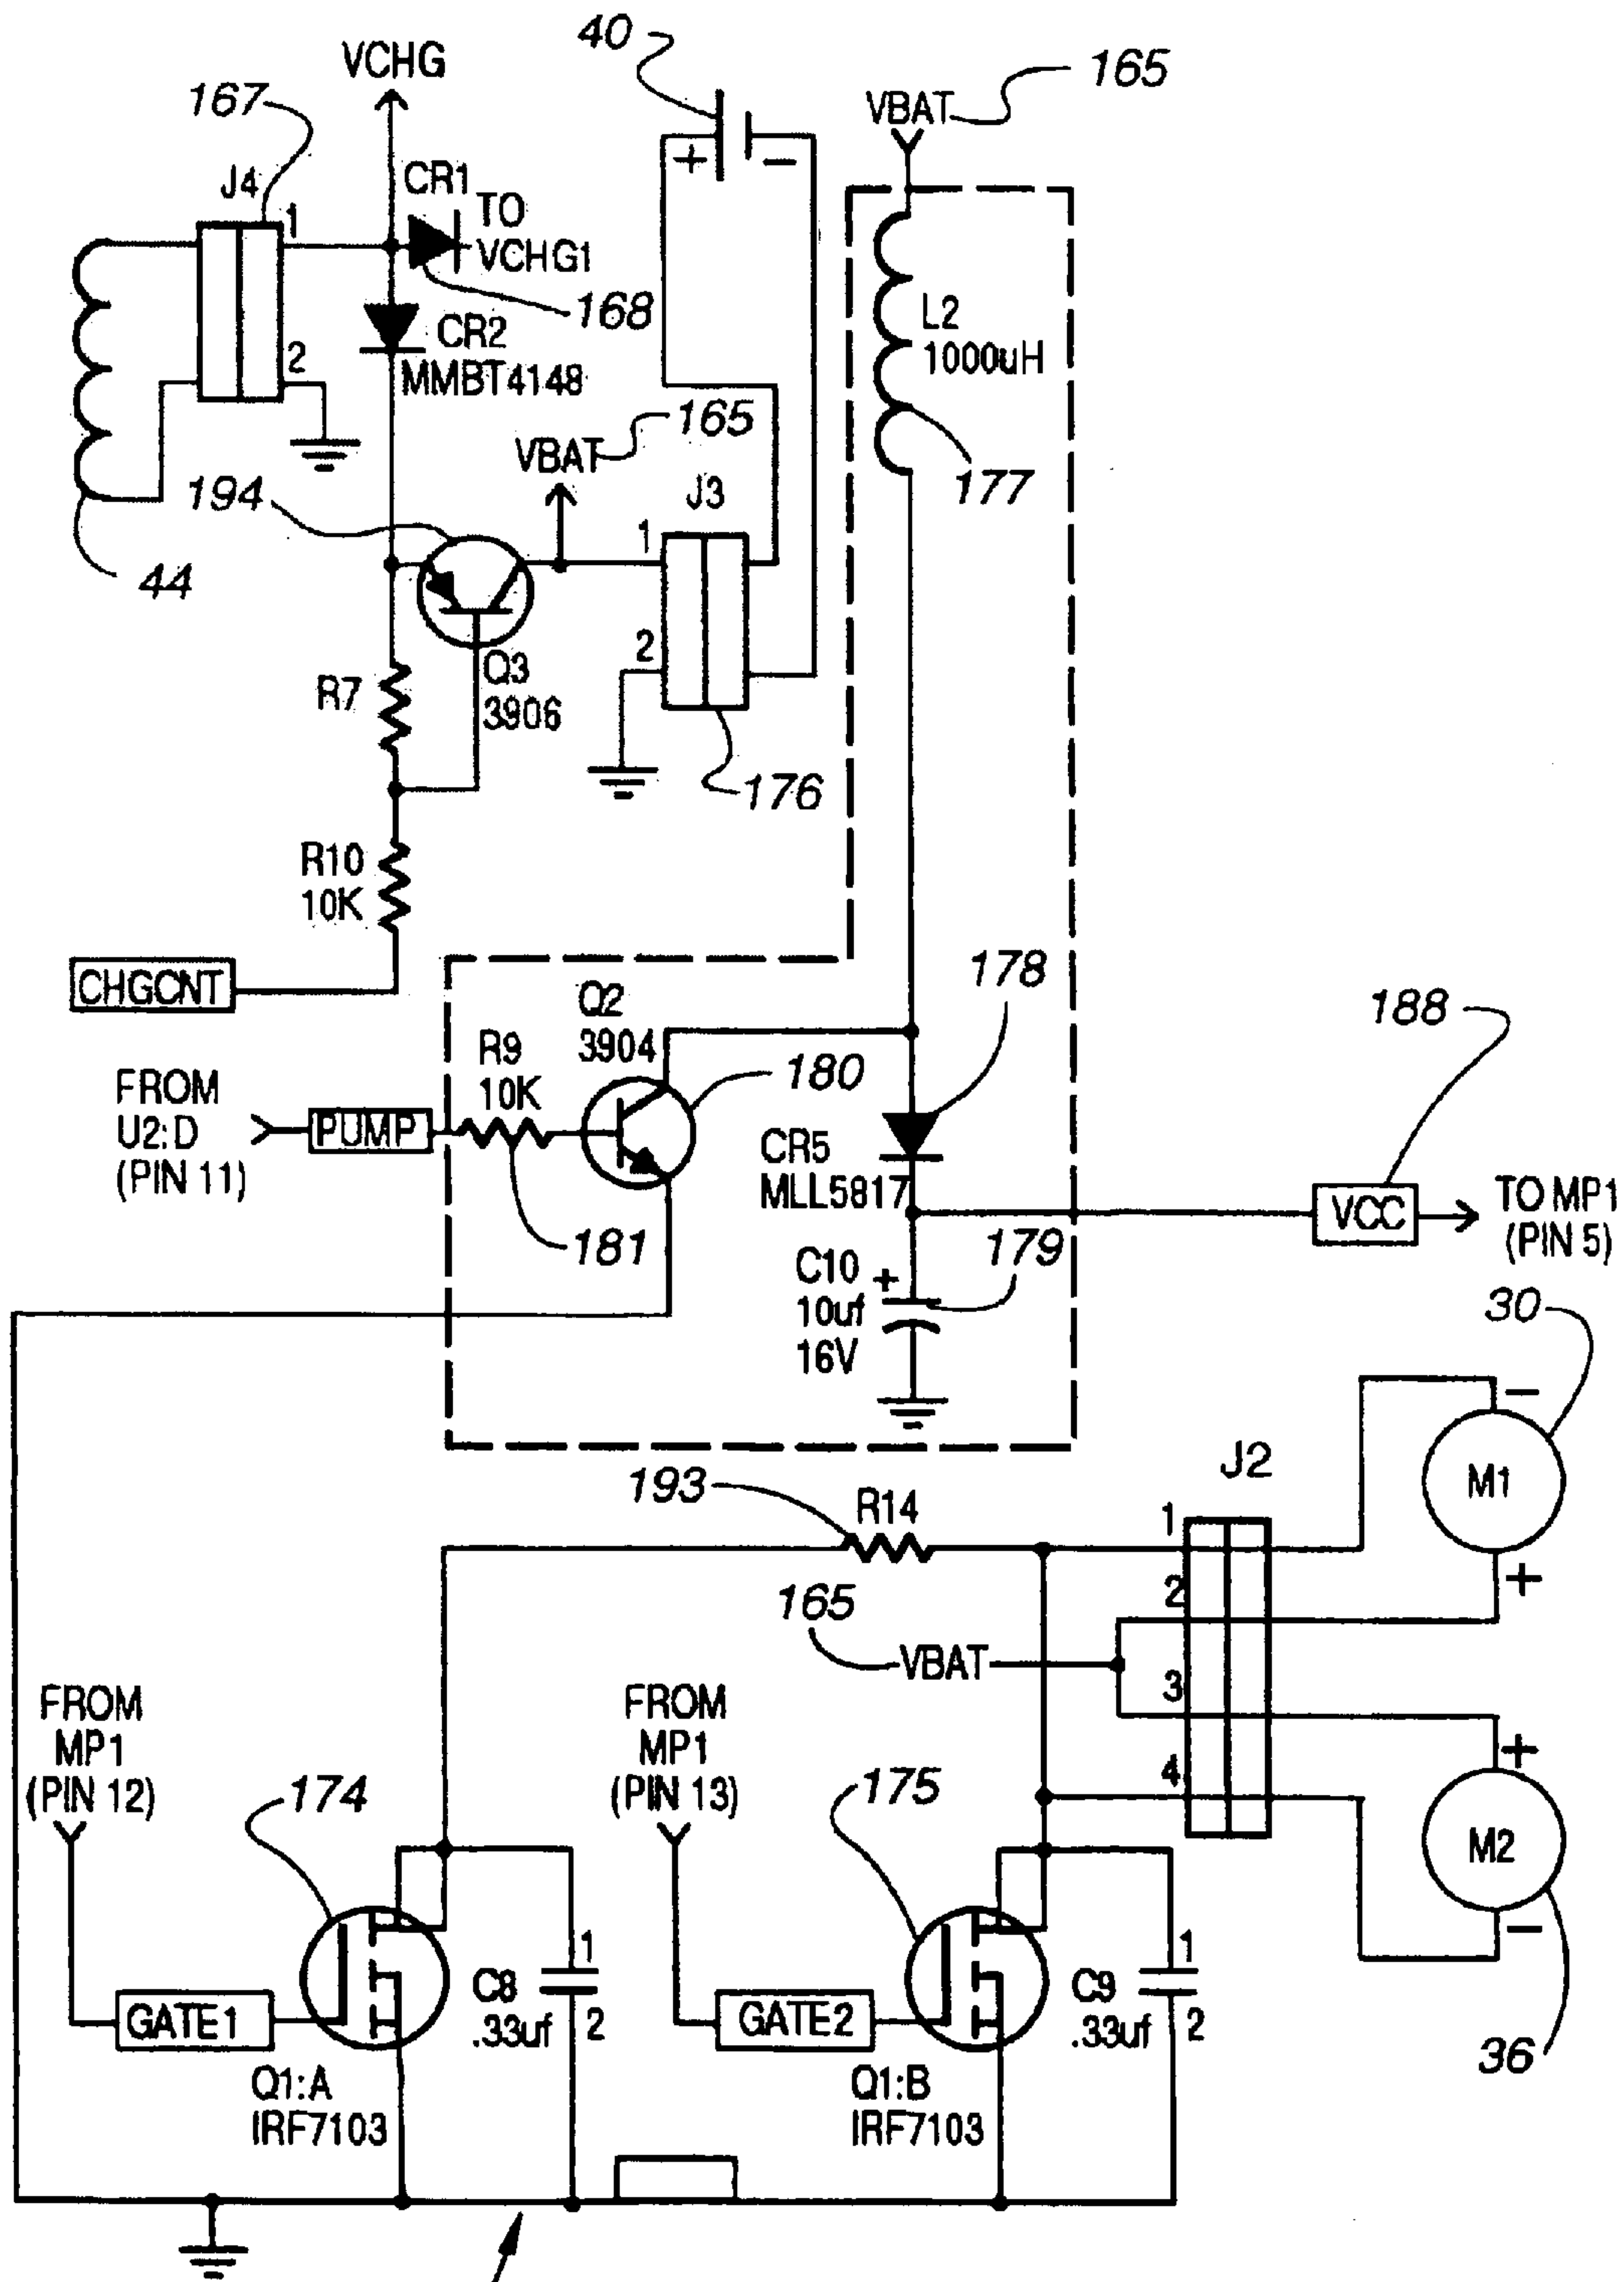 40
VCHG
165
167
VBAT
J4
1
CR1
TO
VCHG1
+
−
168
2
CR2
MMBT4148
L2
1000uH
165
VBAT
177
194
J3
1
44
2
Q3
3906
R7
176
R10
10K
CHGCNT
178
Q2
3904
188
R9
10K
180
FROM
U2:D
(PIN 11)
PUMP
CR5
MLL5817
VCC
TO MP1
(PIN 5)
181
179
C10
10uf
16V
+
30
−
J2
M1
193
R14
1
+
2
165
VBAT
3
FROM
MP1
(PIN 12)
FROM
MP1
(PIN 13)
+
4
174
175
M2
−
1
C8
.33uf
2
1
C9
.33uf
2
GATE1
GATE2
36
Q1:A
IRF7103
Q1:B
IRF7103